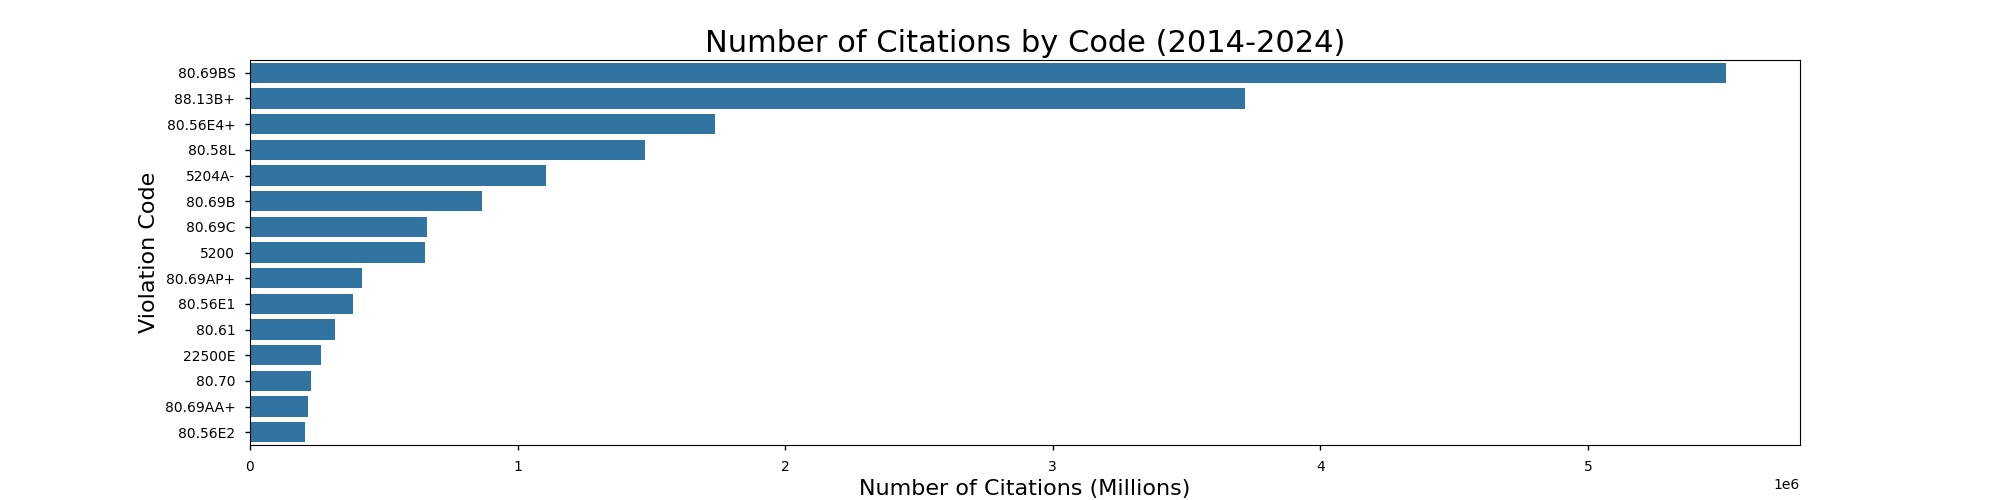 Number of Citations by Code (2014-2024)
Violation Code
80.69BS
88.13B+
80.56E4+
80.58L
5204A-
80.69B
80.69C
5200
80.69AP+
80.56E1
80.61
22500E
80.70
80.69AA+
80.56E2
0 1 2 3 4 5
1e6
Number of Citations (Millions)